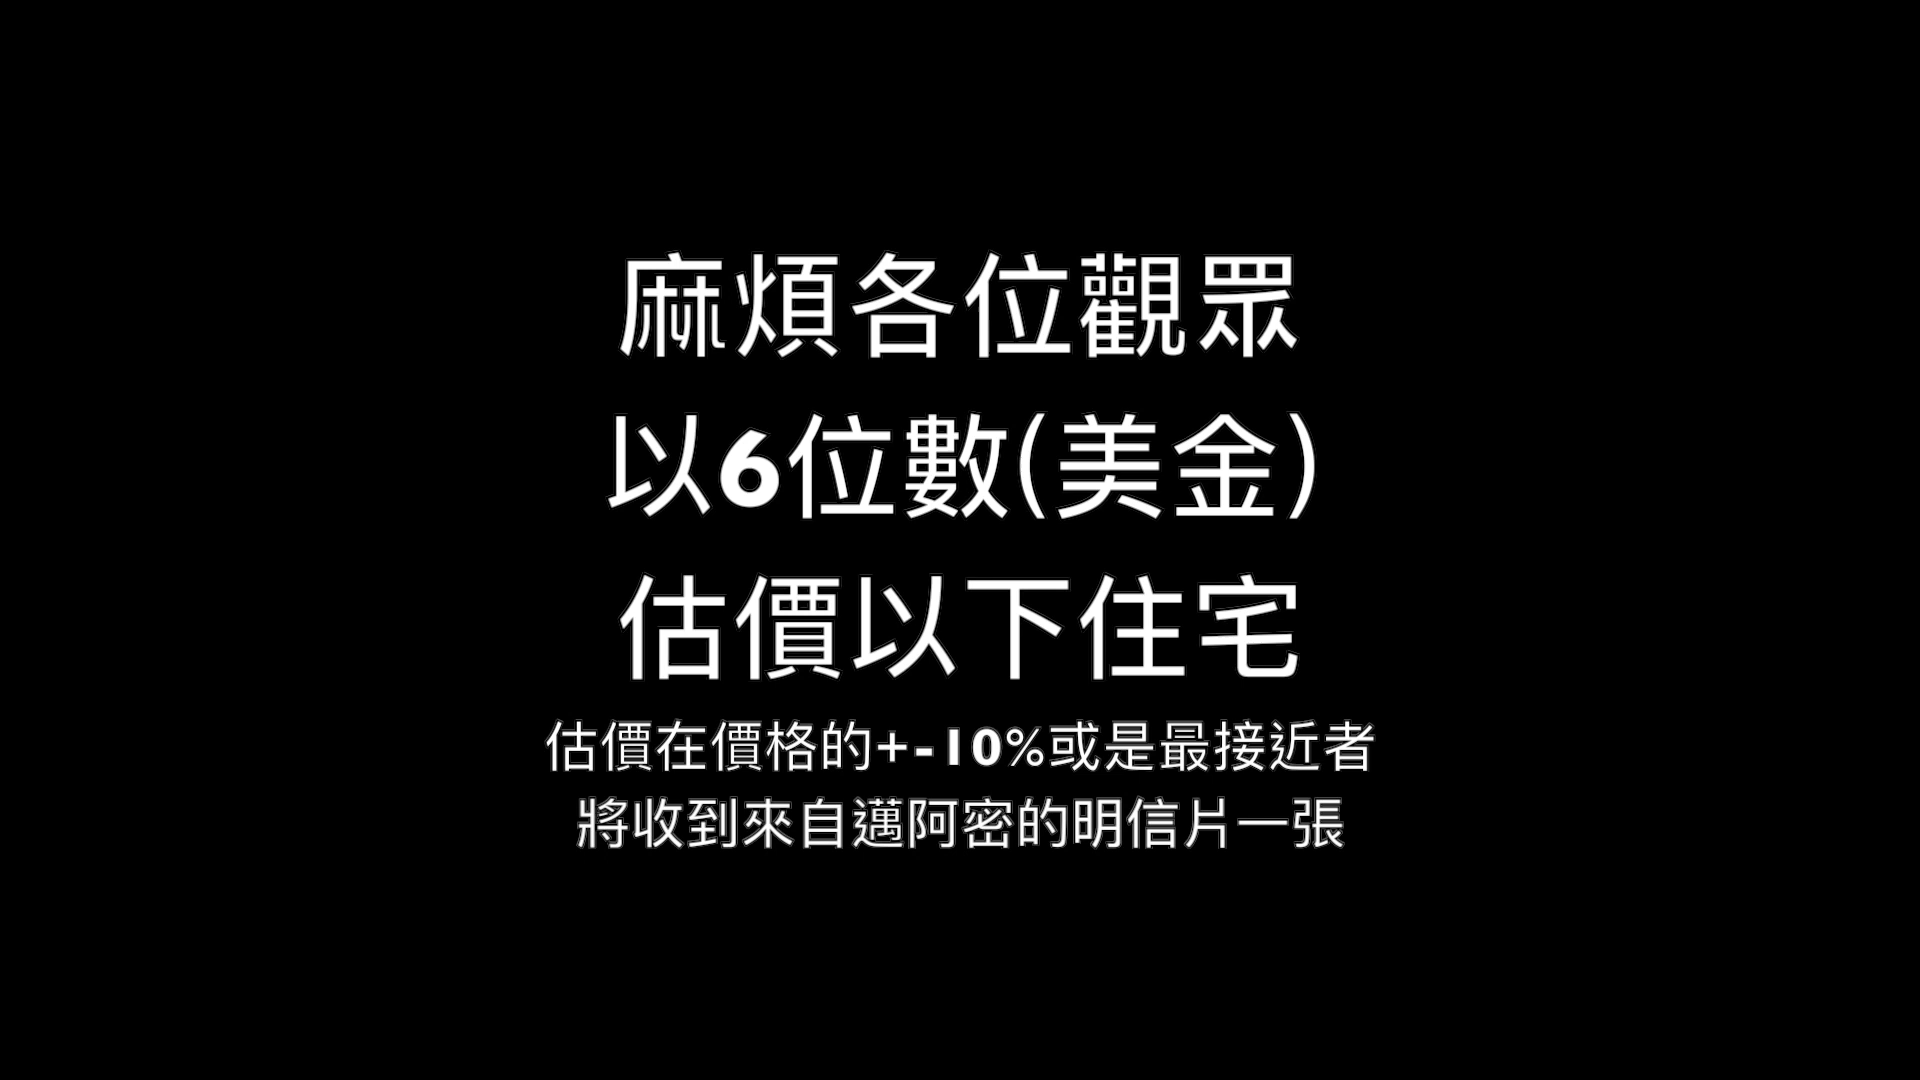 麻煩各位觀眾
以6位數(美金)
估價以下住宅
估價在價格的+-10%或是最接近者
將收到來自邁阿密的明信片一張